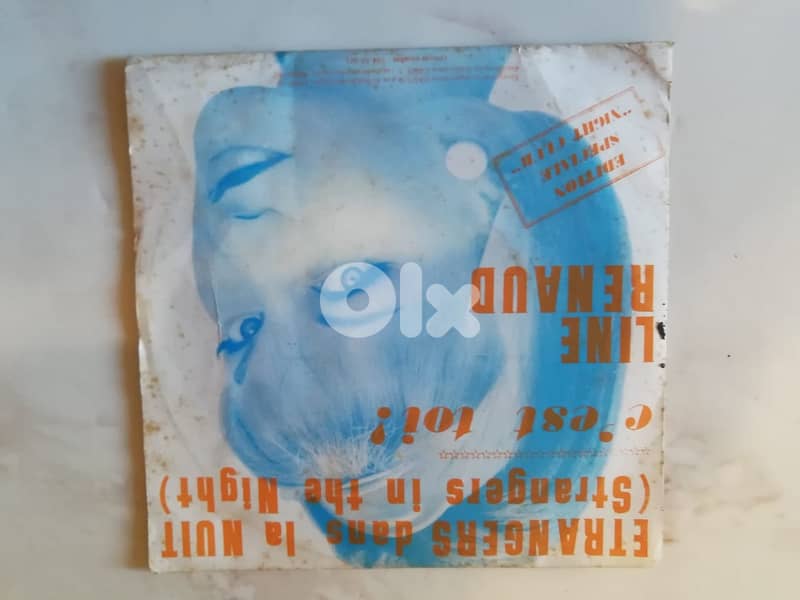 ETRANGERS dans la NUIT
(Strangers in the Night)
c'est toi!
LINE
RENAUD
EDITION
SPECIALE
"NIGHT CLUB"
Olx